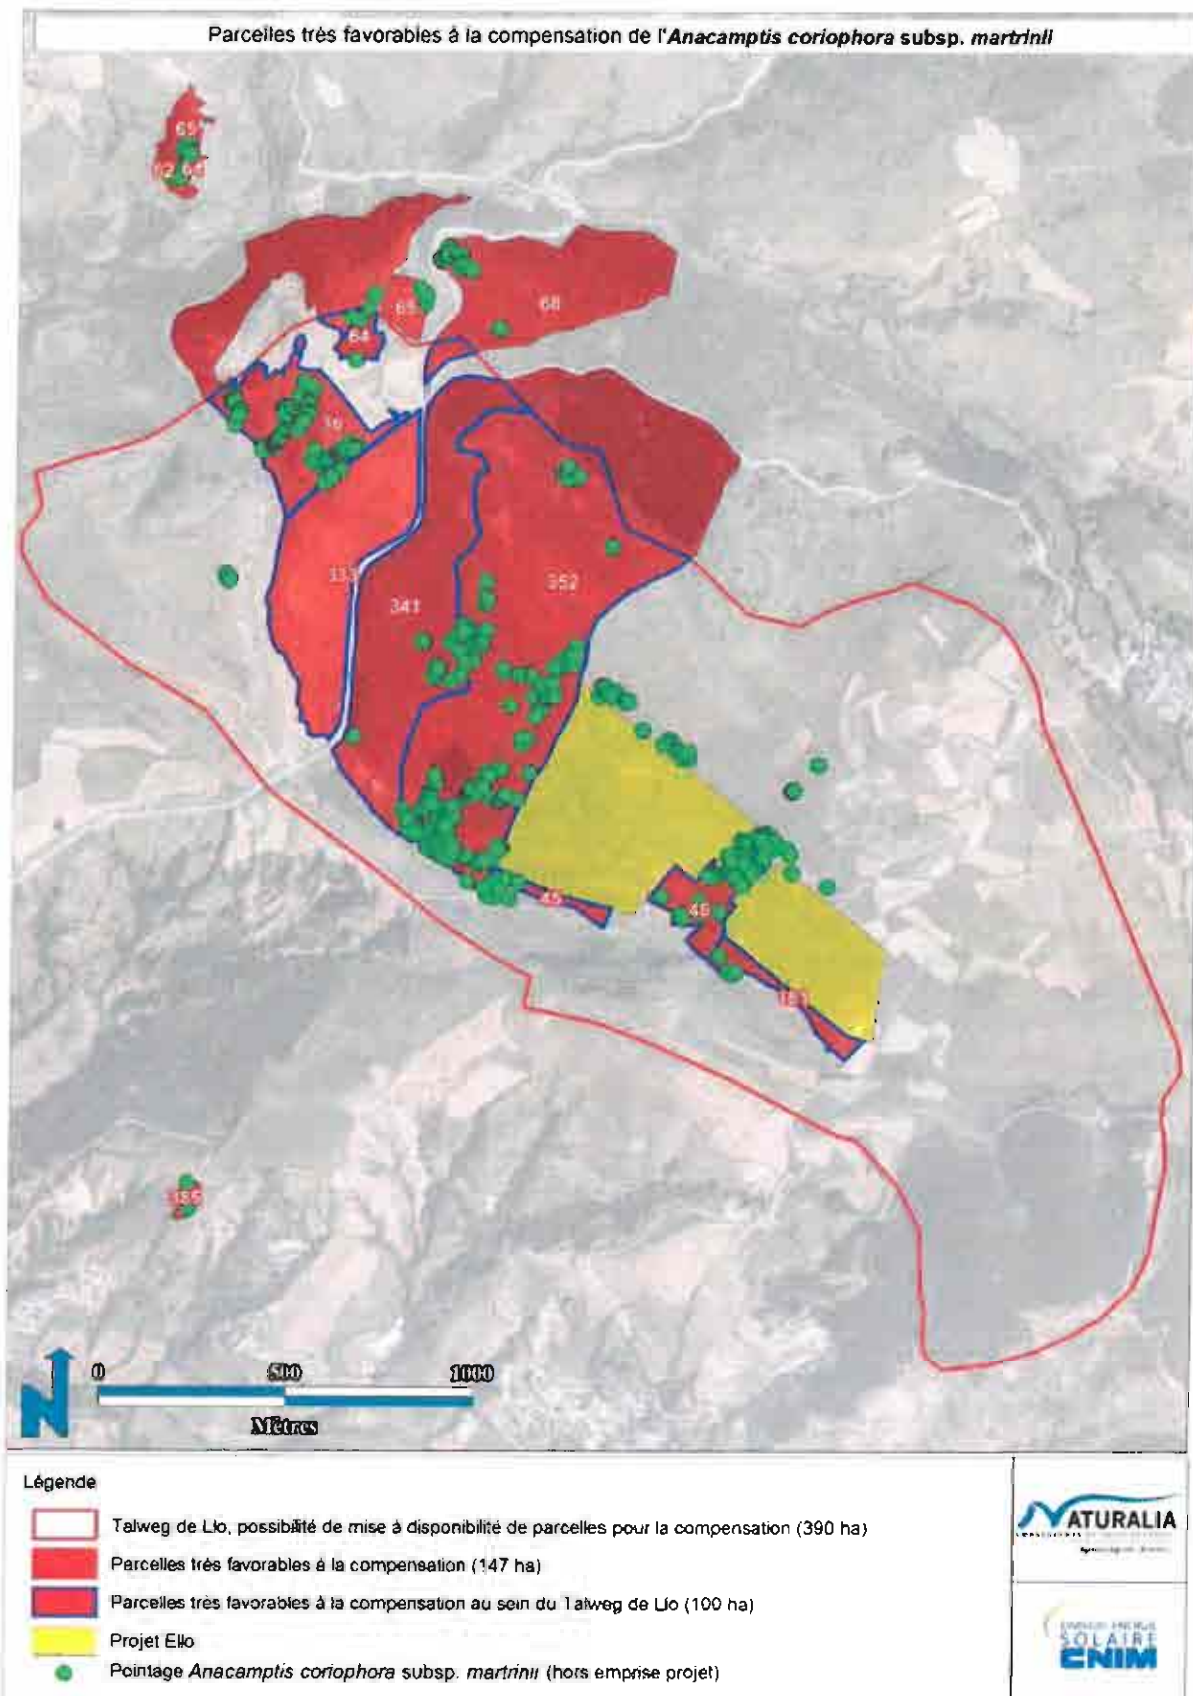 Parcelles très favorables à la compensation de l'Anacamptis coriophora subsp. martrinii
65
68
65
64
16
333
341
352
45
46
0 500 1000
Mètres
N
Légende
Talweg de Llo, possibilité de mise à disponibilité de parcelles pour la compensation (390 ha)
Parcelles très favorables à la compensation (147 ha)
Parcelles très favorables à la compensation au sein du Talweg de Llo (100 ha)
Projet Ello
Pointage Anacamptis coriophora subsp. martrinii (hors emprise projet)
NATURALIA
SOLAIRE
CNIM